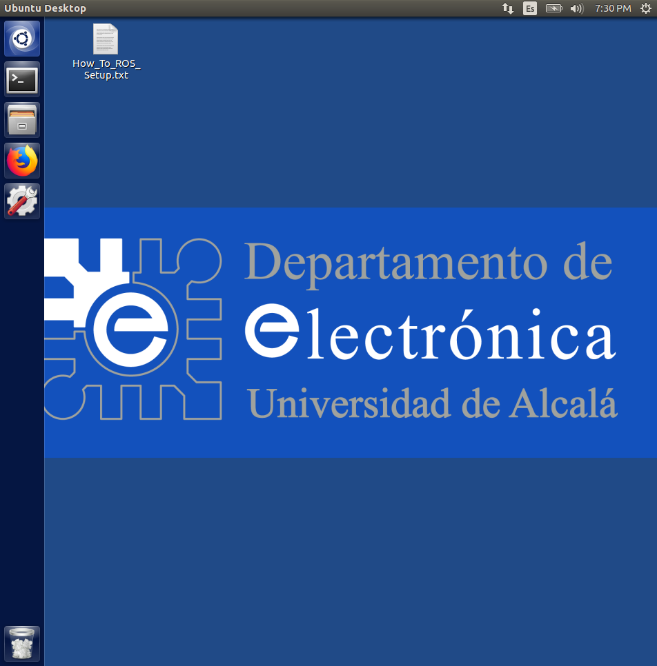 Ubuntu Desktop
Es
7:30 PM
How_To_ROS_
Setup.txt
Departamento de
electrónica
Universidad de Alcalá